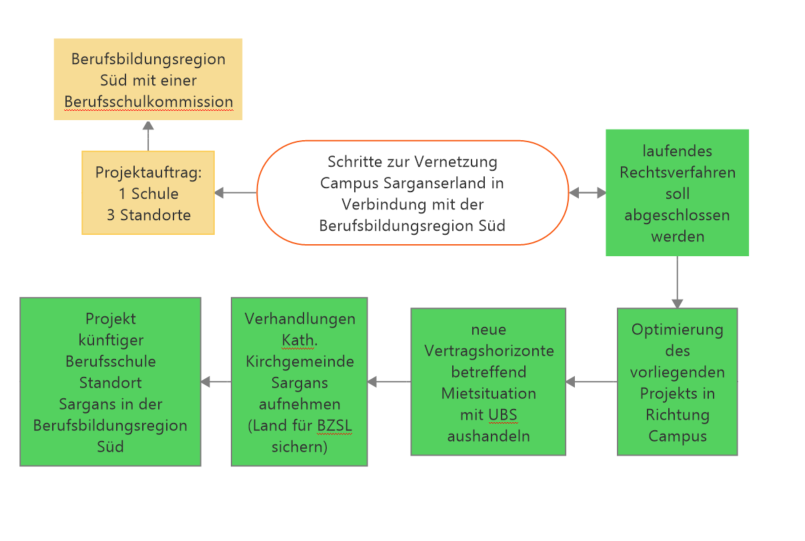 Berufsbildungsregion
Süd mit einer
Berufsschulkommission
Projektauftrag:
1 Schule
3 Standorte
Schritte zur Vernetzung
Campus Sarganserland in
Verbindung mit der
Berufsbildungsregion Süd
laufendes
Rechtsverfahren
soll
abgeschlossen
werden
Projekt
künftiger
Berufsschule
Standort
Sargans in der
Berufsbildungsregion
Süd
Verhandlungen
Kath.
Kirchgemeinde
Sargans
aufnehmen
(Land für BZSL
sichern)
neue
Vertragshorizonte
betreffend
Mietsituation
mit UBS
aushandeln
Optimierung
des
vorliegenden
Projekts in
Richtung
Campus